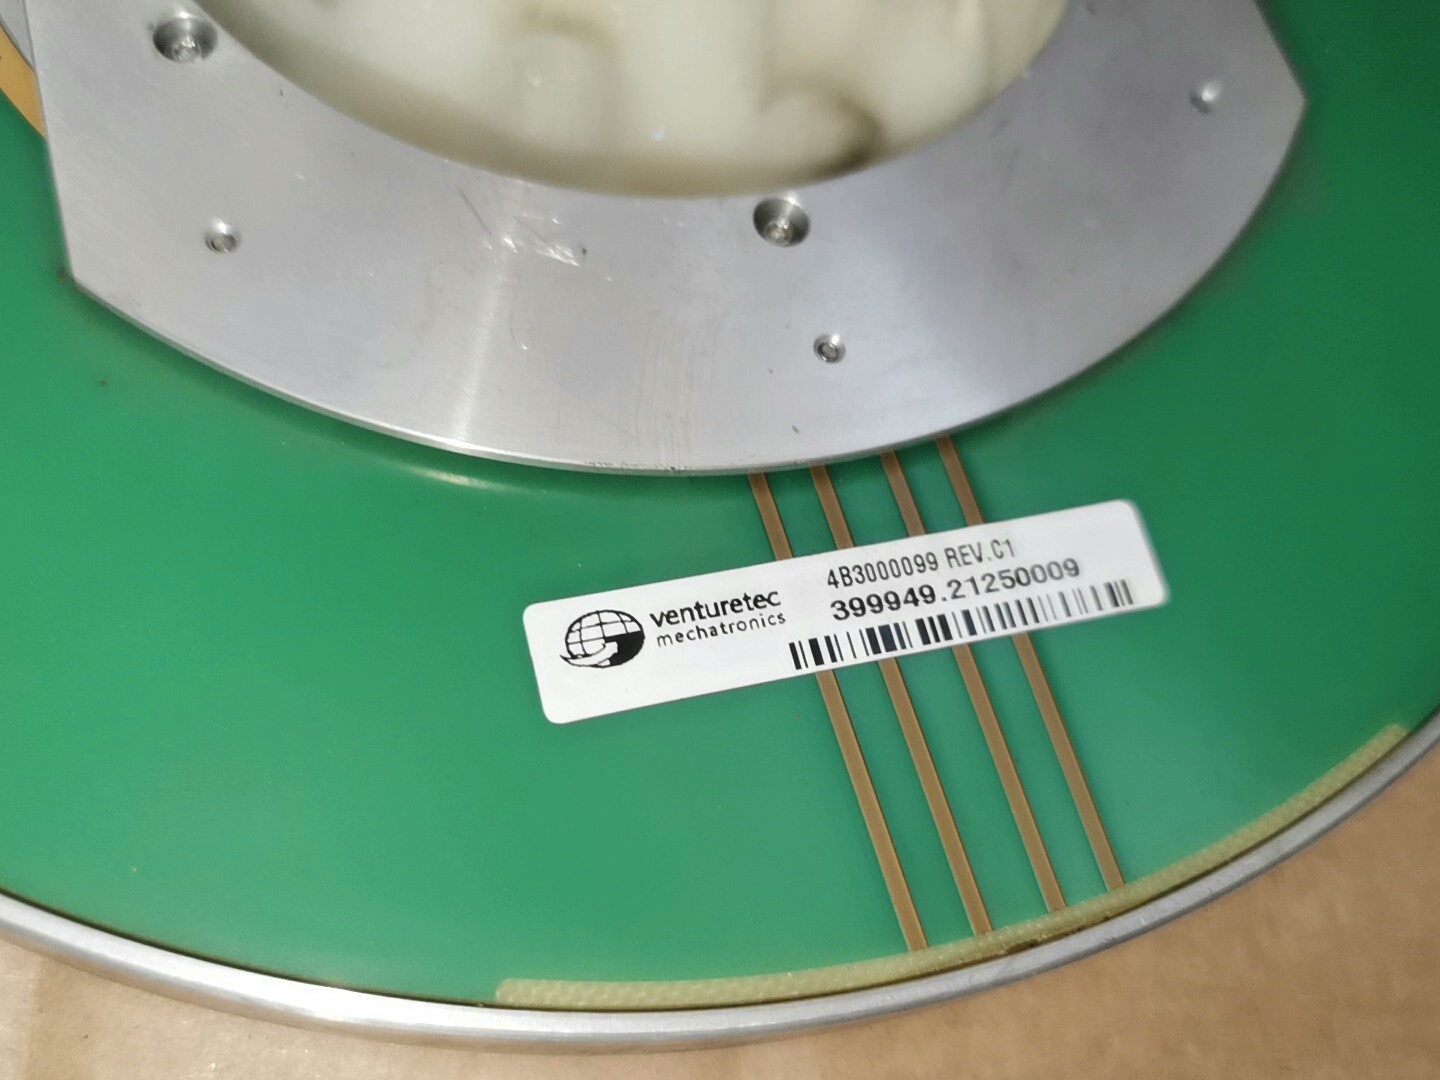 venturetec
mechatronics
4B3000099 REV.C1
399949.21250009